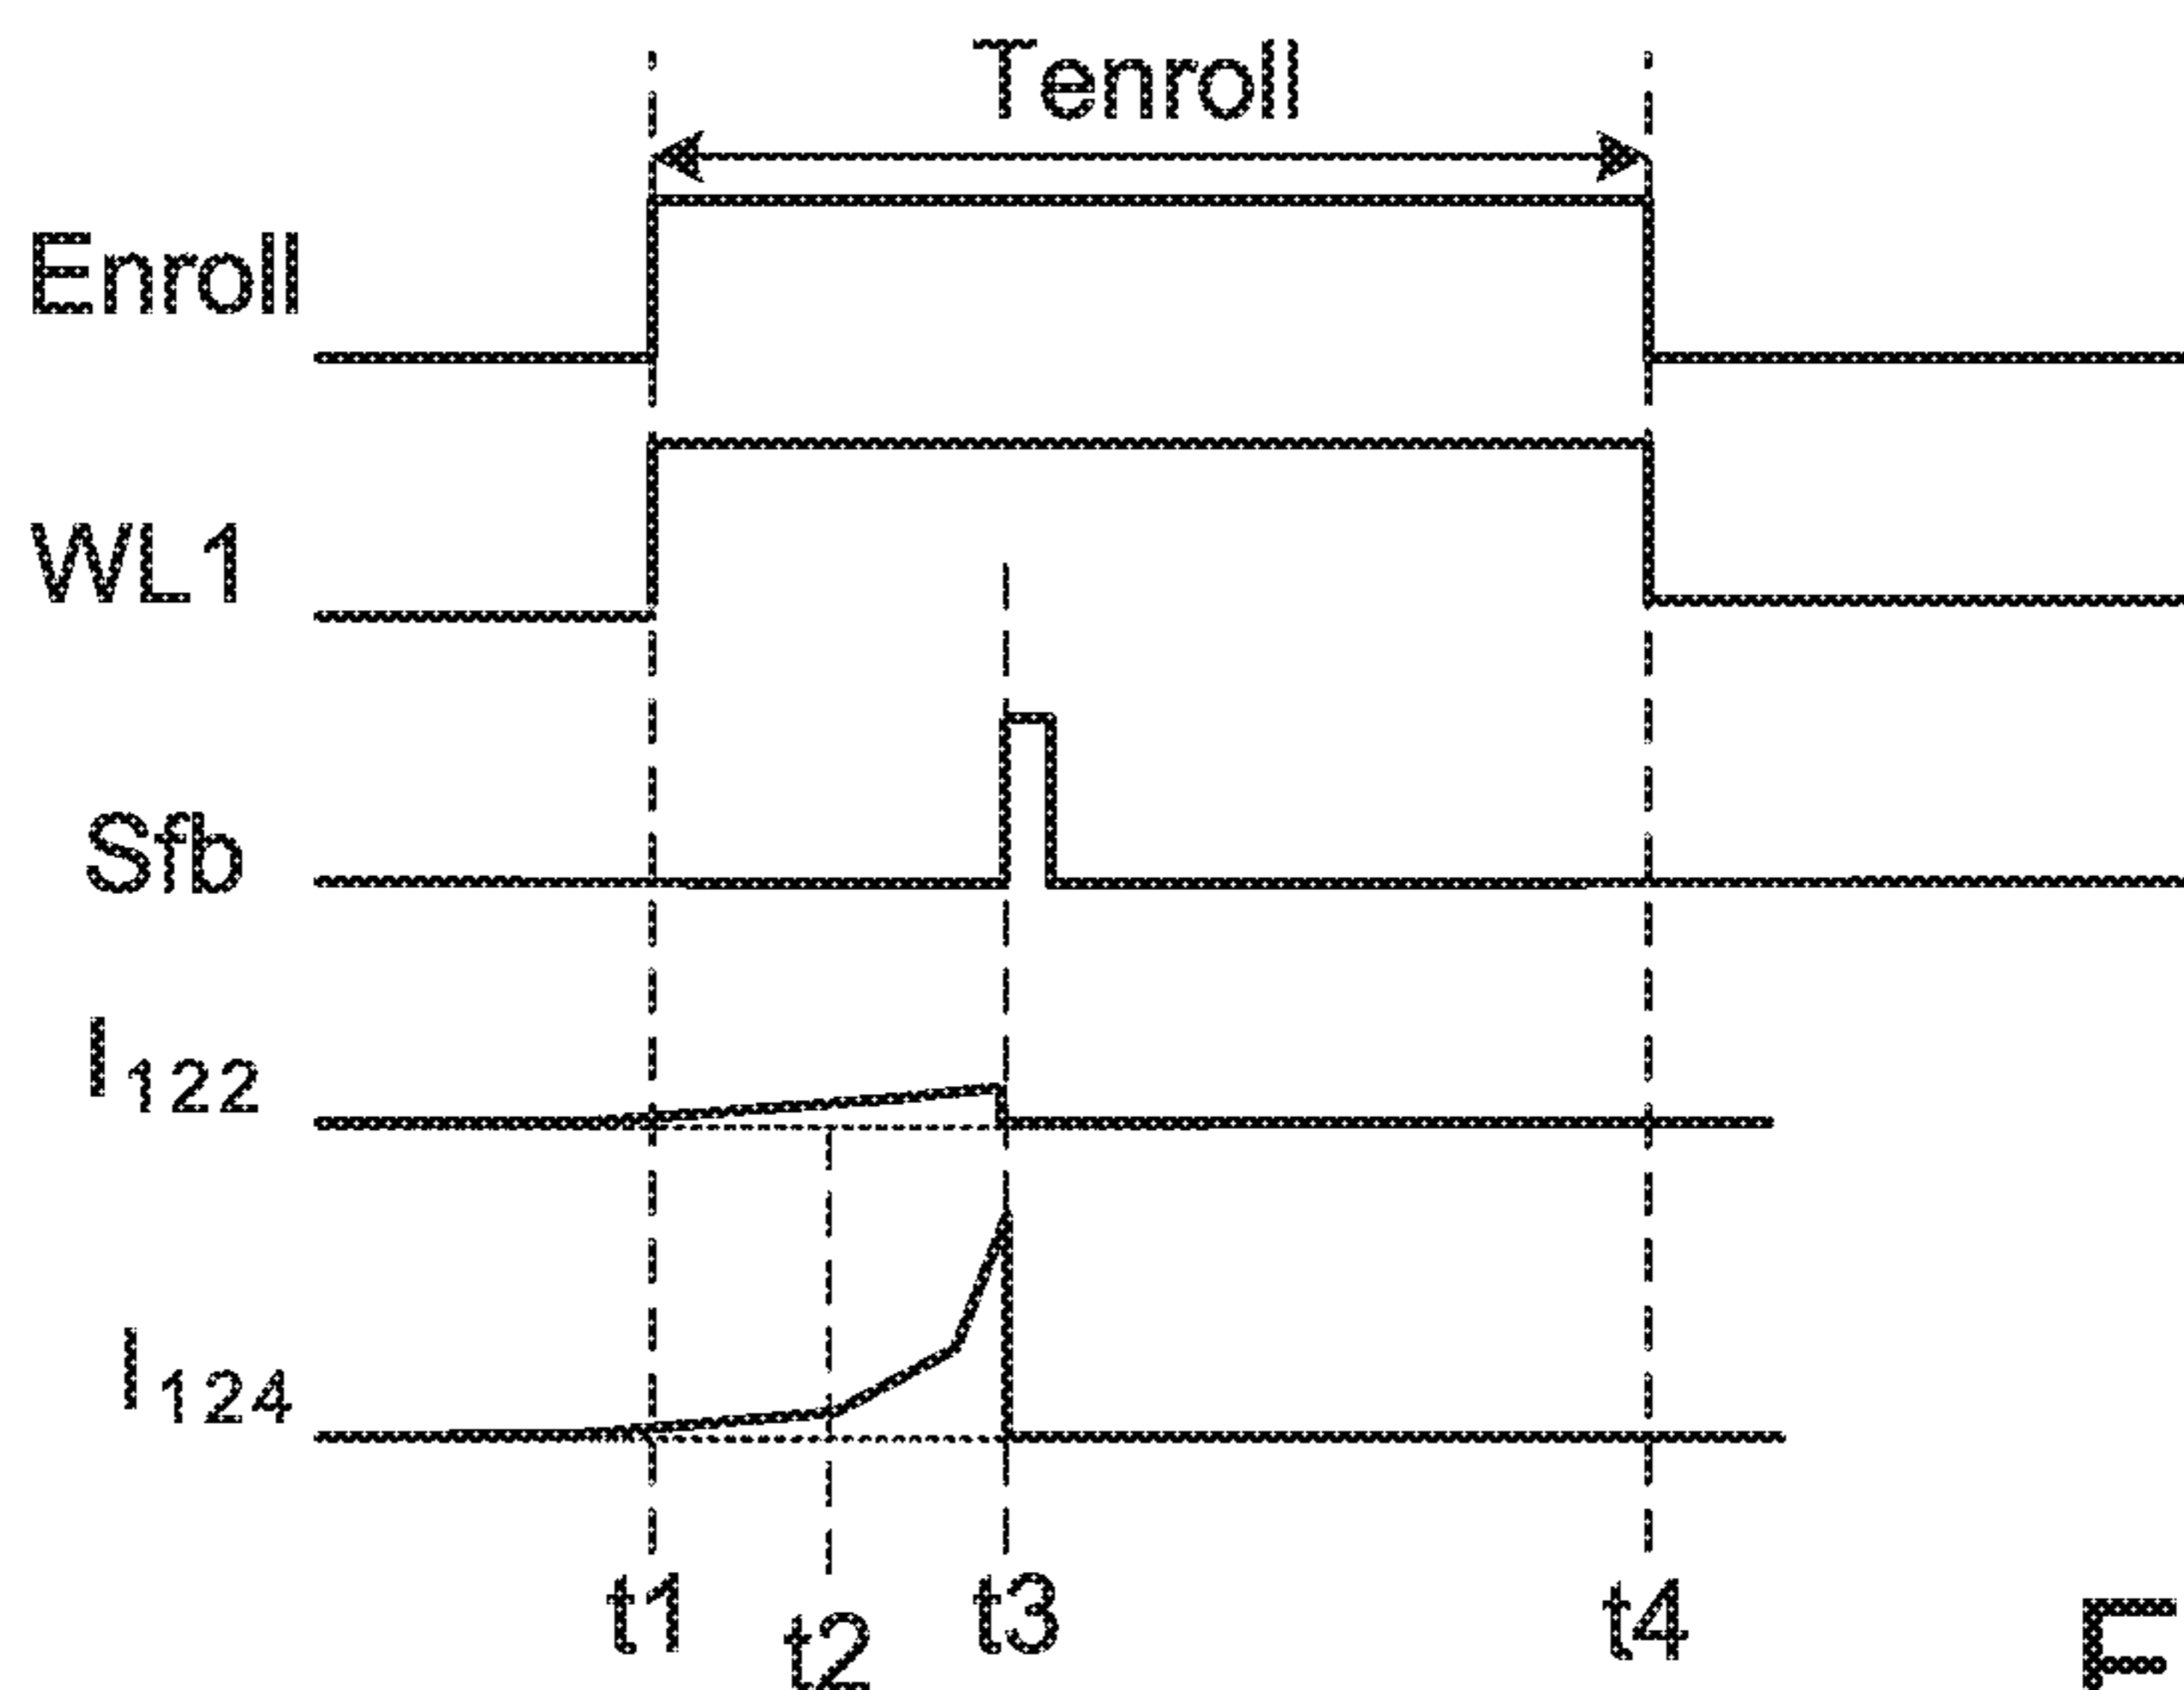 Tenroll
Enroll
WL1
Sfb
I122
I124
t1
t2
t3
t4
F